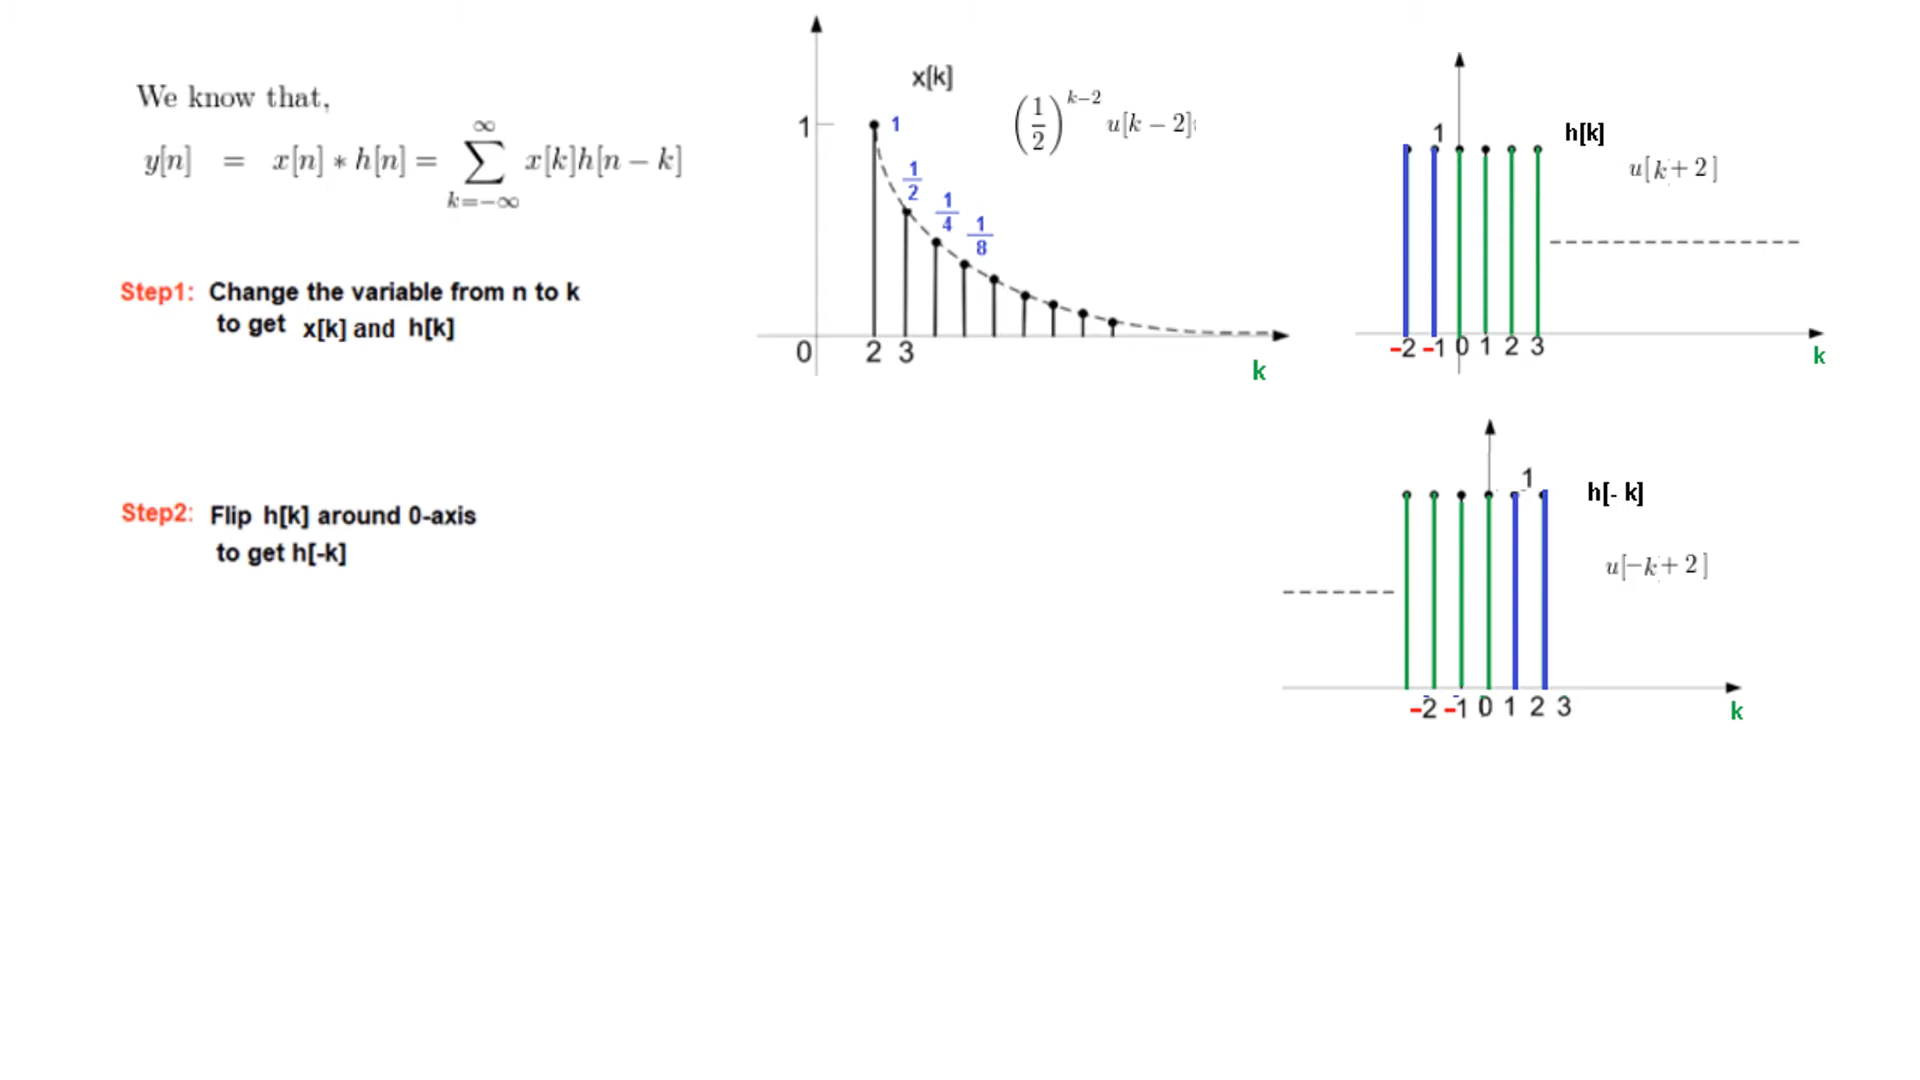 We know that,
y[n] = x[n] * h[n] = ∑ x[k]h[n − k]
∞
k=−∞
Step1: Change the variable from n to k
to get x[k] and h[k]
x[k]
(1/2)^{k−2} u[k − 2]
1
1
1/2
1/4
1/8
0 2 3
k
1
h[k]
u[k+2]
-2 -1 0 1 2 3
k
Step2: Flip h[k] around 0-axis
to get h[-k]
1
h[- k]
u[−k+2]
-2 -1 0 1 2 3
k